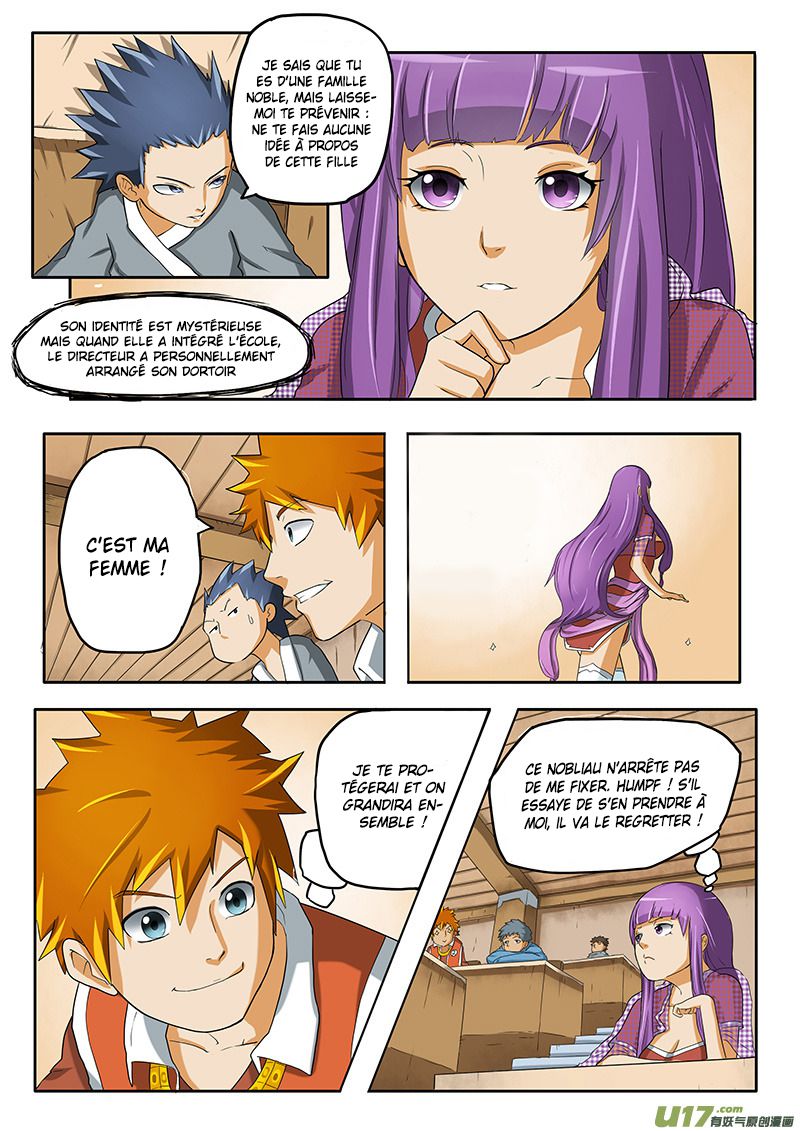 JE SAIS QUE TU
ES D'UNE FAMILLE
NOBLE, MAIS LAISSE-
MOI TE PRÉVENIR :
NE TE FAIS AUCUNE
IDÉE À PROPOS
DE CETTE FILLE
SON IDENTITÉ EST MYSTÉRIEUSE
MAIS QUAND ELLE A INTÉGRÉ L'ÉCOLE,
LE DIRECTEUR A PERSONNELLEMENT
ARRANGÉ SON DORTOIR
C'EST MA
FEMME !
JE TE PRO-
TÉGERAI ET ON
GRANDIRA EN-
SEMBLE !
CE NOBLIAU N'ARRÊTE PAS
DE ME FIXER. HUMPF ! S'IL
ESSAYE DE S'EN PRENDRE À
MOI, IL VA LE REGRETTER !
U17.com
有妖气原创漫画